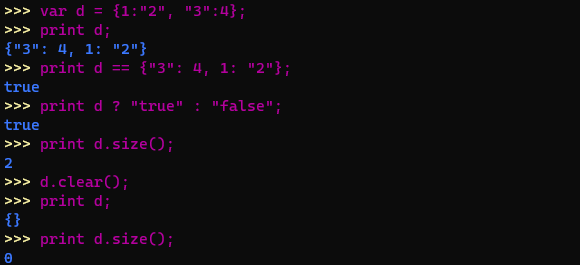 >>> var d = {1:"2", "3":4};
>>> print d;
{"3": 4, 1: "2"}
>>> print d == {"3": 4, 1: "2"};
true
>>> print d ? "true" : "false";
true
>>> print d.size();
2
>>> d.clear();
>>> print d;
{}
>>> print d.size();
0